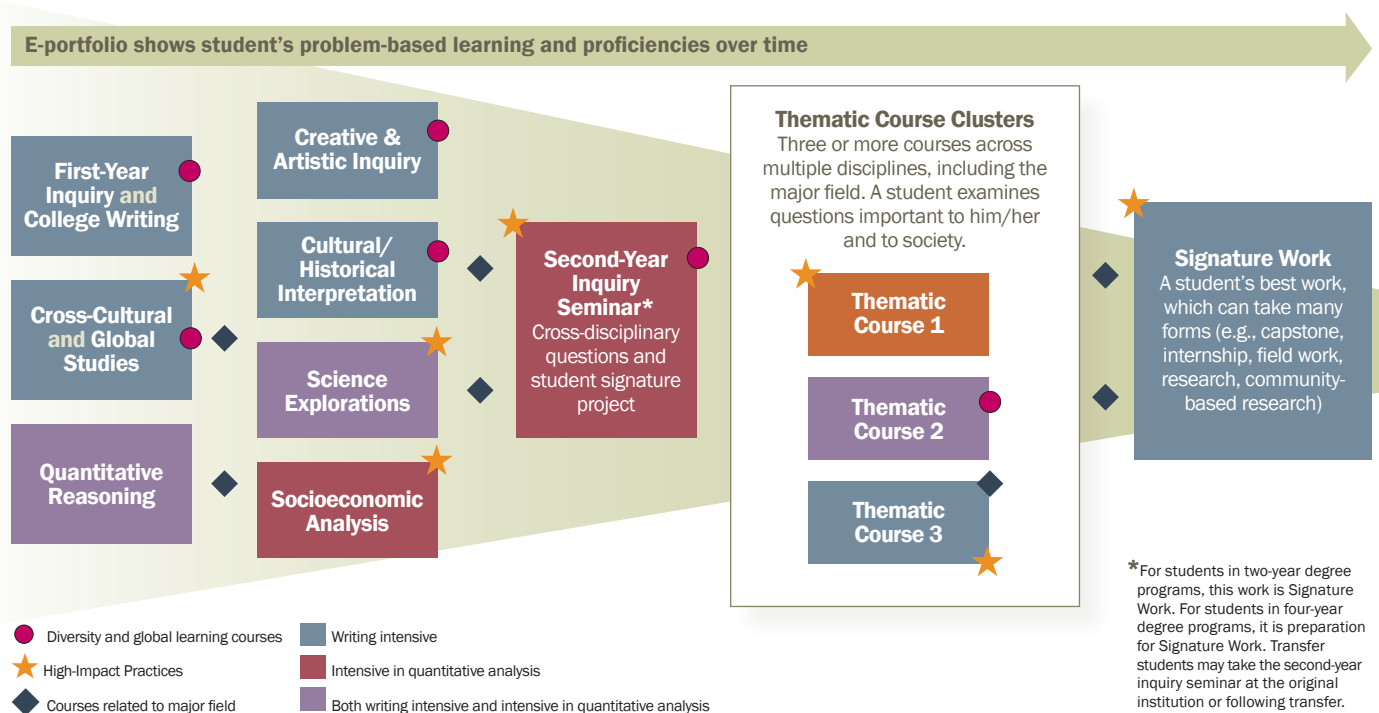 E-portfolio shows student’s problem-based learning and proficiencies over time
First-Year
Inquiry and
College Writing
Cross-Cultural
and Global
Studies
Quantitative
Reasoning
Creative &
Artistic Inquiry
Cultural/
Historical
Interpretation
Science
Explorations
Socioeconomic
Analysis
Second-Year
Inquiry
Seminar*
Cross-disciplinary
questions and
student signature
project
Thematic Course Clusters
Three or more courses across
multiple disciplines, including the
major field. A student examines
questions important to him/her
and to society.
Thematic
Course 1
Thematic
Course 2
Thematic
Course 3
Signature Work
A student’s best work,
which can take many
forms (e.g., capstone,
internship, field work,
research, community-
based research)
*For students in two-year degree
programs, this work is Signature
Work. For students in four-year
degree programs, it is preparation
for Signature Work. Transfer
students may take the second-year
inquiry seminar at the original
institution or following transfer.
Diversity and global learning courses
High-Impact Practices
Courses related to major field
Writing intensive
Intensive in quantitative analysis
Both writing intensive and intensive in quantitative analysis